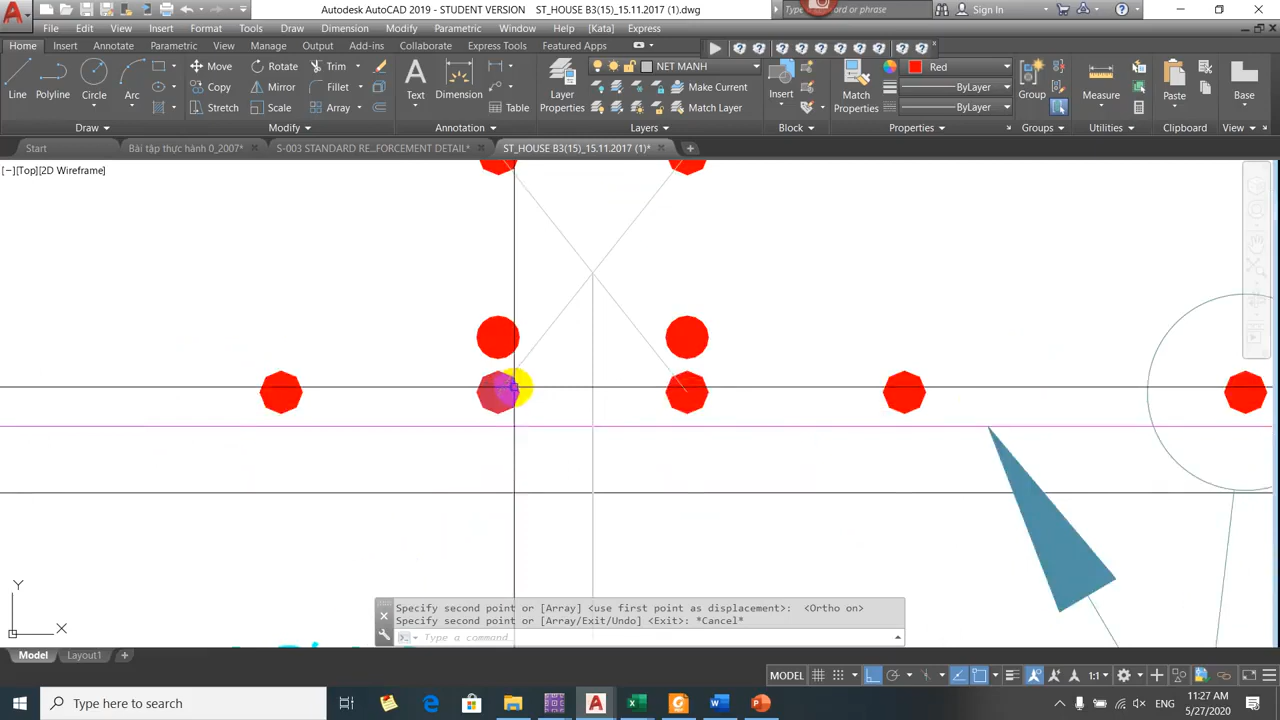 Autodesk AutoCAD 2019 - STUDENT VERSION ST_HOUSE B3(15)_15.11.2017 (1).dwg
Type a keyword or phrase
Sign In
File Edit View Insert Format Tools Draw Dimension Modify Parametric Window Help [Kata] Express
Home Insert Annotate Parametric View Manage Output Add-ins Collaborate Express Tools Featured Apps
Line Polyline Circle Arc
Move Rotate Trim
Copy Mirror Fillet
Stretch Scale Array
Text Dimension Table
Layer Properties
NET MANH
Make Current
Match Layer
Insert
Match Properties
Red
ByLayer
ByLayer
Group
Measure
Paste
Base
Draw Modify Annotation Layers Block Properties Groups Utilities Clipboard View
Start Bài tập thực hành 0_2007* S-003 STANDARD RE...FORCEMENT DETAIL* ST_HOUSE B3(15)_15.11.2017 (1)*
[−][Top][2D Wireframe]
Y
X
Specify second point or [Array] <use first point as displacement>: <Ortho on>
Specify second point or [Array/Exit/Undo] <Exit>: *Cancel*
Type a command
Model Layout1
MODEL 1:1
Type here to search
ENG
11:27 AM
5/27/2020